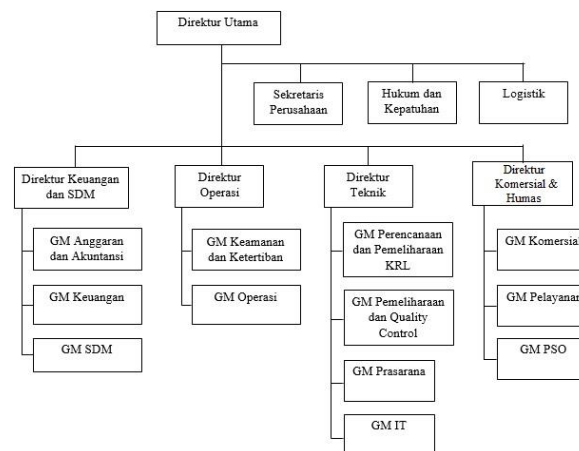 Direktur Utama
Sekretaris
Perusahaan
Hukum dan
Kepatuhan
Logistik
Direktur Keuangan
dan SDM
Direktur
Operasi
Direktur
Teknik
Direktur
Komersial &
Humas
GM Anggaran
dan Akuntansi
GM Keuangan
GM SDM
GM Keamanan
dan Ketertiban
GM Operasi
GM Perencanaan
dan Pemeliharaan
KRL
GM Pemeliharaan
dan Quality
Control
GM Prasarana
GM IT
GM Komersial
GM Pelayanan
GM PSO